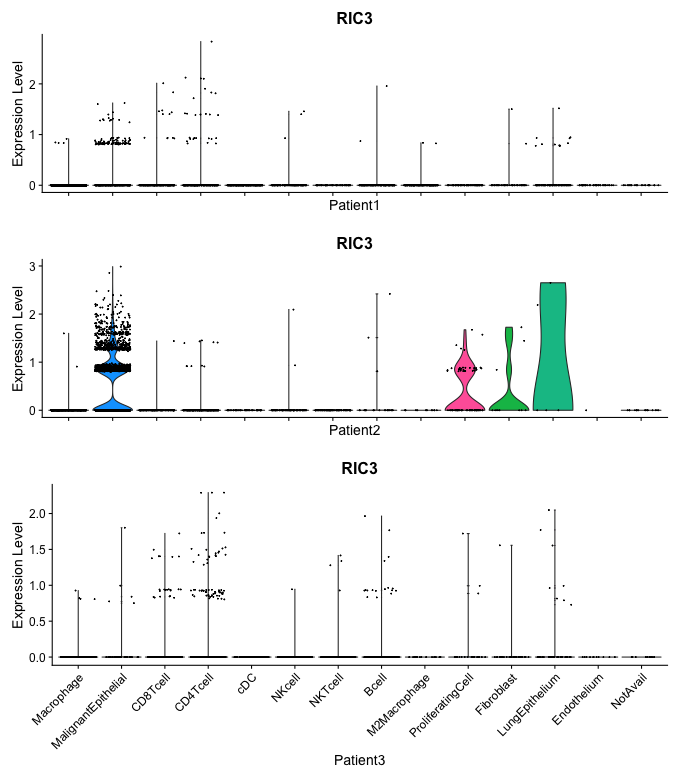 RIC3
Expression Level
2
1
0
Patient1
RIC3
Expression Level
3
2
1
0
Patient2
RIC3
Expression Level
2.0
1.5
1.0
0.5
0.0
Macrophage
MalignantEpithelial
CD8Tcell
CD4Tcell
cDC
NKcell
NKTcell
Bcell
M2Macrophage
ProliferatingCell
Fibroblast
LungEpithelium
Endothelium
NotAvail
Patient3